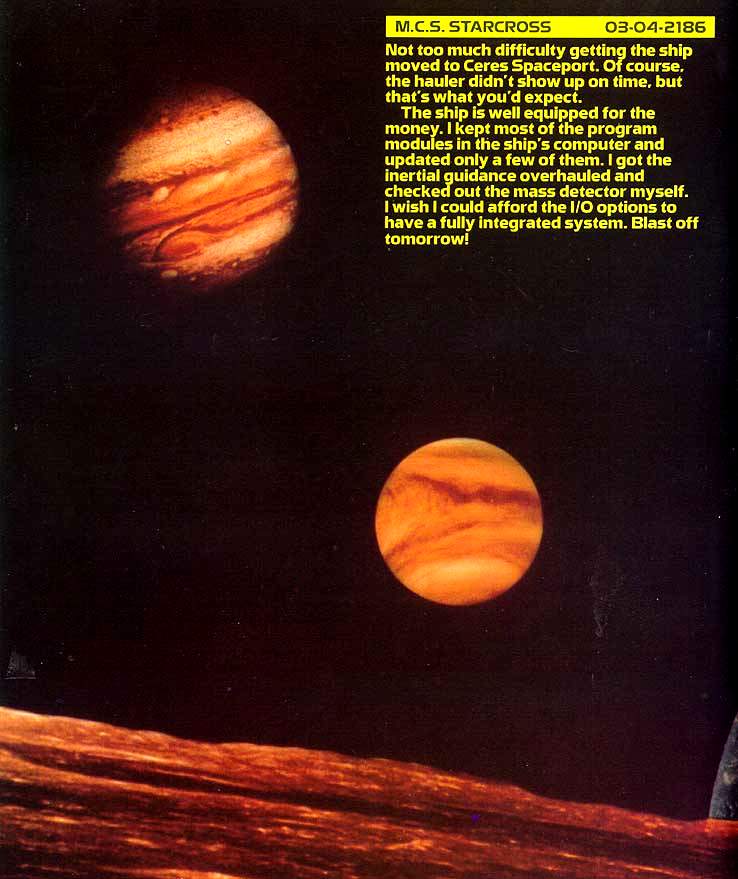 M.C.S. STARCROSS 03-04-2186
Not too much difficulty getting the ship
moved to Ceres Spaceport. Of course,
the hauler didn't show up on time, but
that's what you'd expect.
The ship is well equipped for the
money. I kept most of the program
modules in the ship's computer and
updated only a few of them. I got the
inertial guidance overhauled and
checked out the mass detector myself.
I wish I could afford the I/O options to
have a fully integrated system. Blast off
tomorrow!